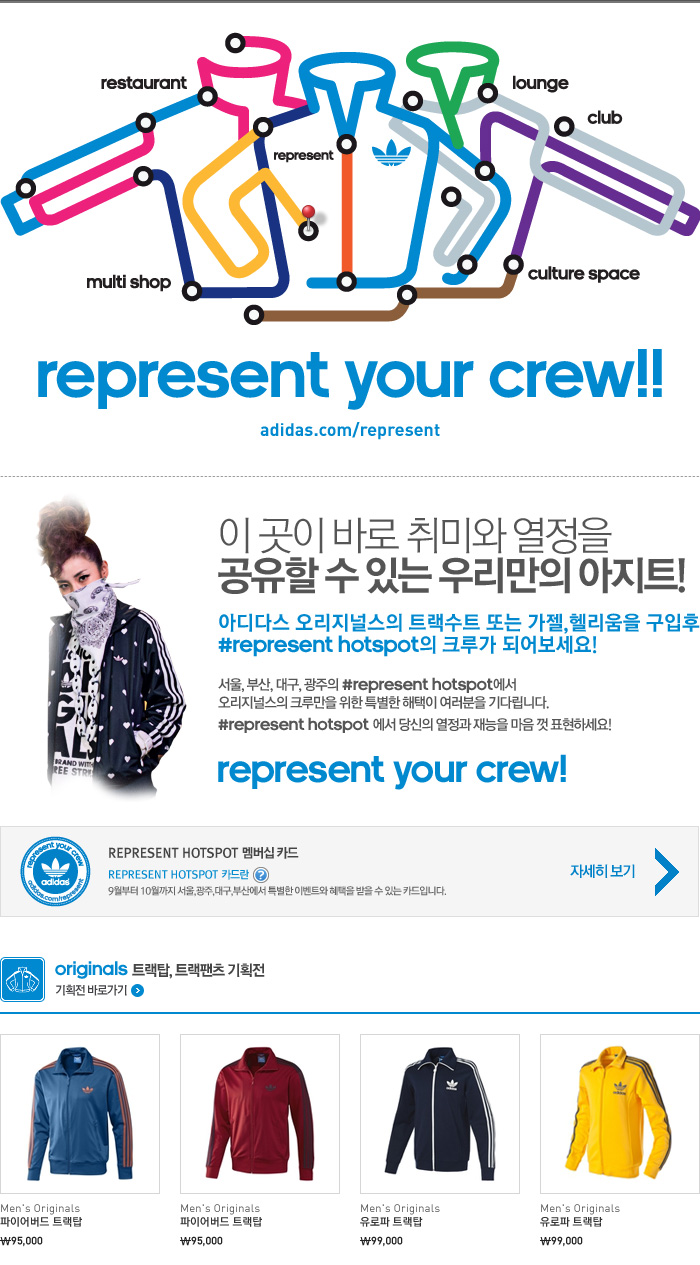 restaurant
lounge
club
represent
multi shop
culture space
represent your crew!!
adidas.com/represent
이 곳이 바로 취미와 열정을
공유할 수 있는 우리만의 아지트!
아디다스 오리지널스의 트랙수트 또는 가젤,헬리움을 구입후
#represent hotspot의 크루가 되어보세요!
서울, 부산, 대구, 광주의 #represent hotspot에서
오리지널스의 크루만을 위한 특별한 해택이 여러분을 기다립니다.
#represent hotspot 에서 당신의 열정과 재능을 마음 껏 표현하세요!
represent your crew!
BRAND WITH
represent your crew
adidas
adidas.com/represent
REPRESENT HOTSPOT 멤버십 카드
REPRESENT HOTSPOT 카드란 ?
9월부터 10월까지 서울,광주,대구,부산에서 특별한 이벤트와 혜택을 받을 수 있는 카드입니다.
자세히 보기
originals 트랙탑, 트랙팬츠 기획전
기획전 바로가기
Men's Originals
파이어버드 트랙탑
₩95,000
Men's Originals
파이어버드 트랙탑
₩95,000
Men's Originals
유로파 트랙탑
₩99,000
Men's Originals
유로파 트랙탑
₩99,000